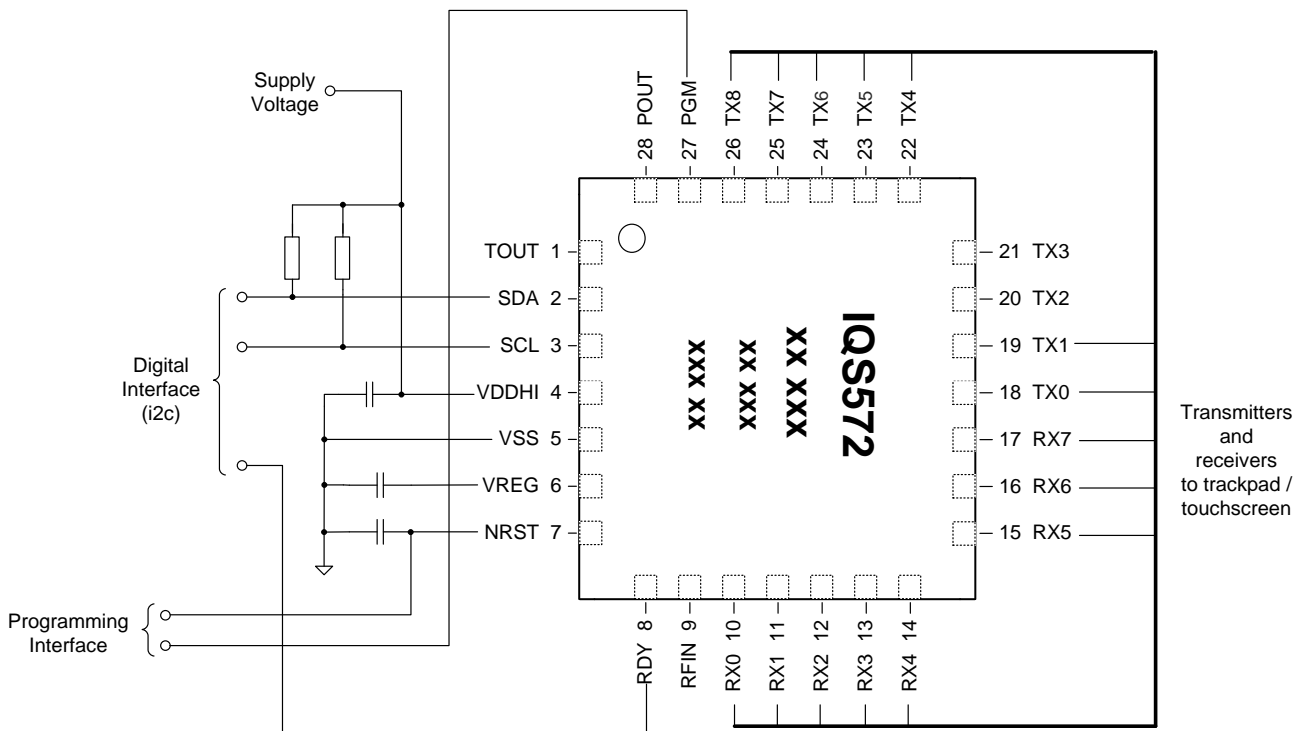 Supply
Voltage
28 POUT
27 PGM
26 TX8
25 TX7
24 TX6
23 TX5
22 TX4
TOUT 1
SDA 2
SCL 3
VDDHI 4
VSS 5
VREG 6
NRST 7
21 TX3
20 TX2
19 TX1
18 TX0
17 RX7
16 RX6
15 RX5
IQS572
xx xxx
xxx xx
xx xxx
Digital
Interface
(i2c)
Transmitters
and
receivers
to trackpad /
touchscreen
Programming
Interface
RDY 8
RFIN 9
RX0 10
RX1 11
RX2 12
RX3 13
RX4 14